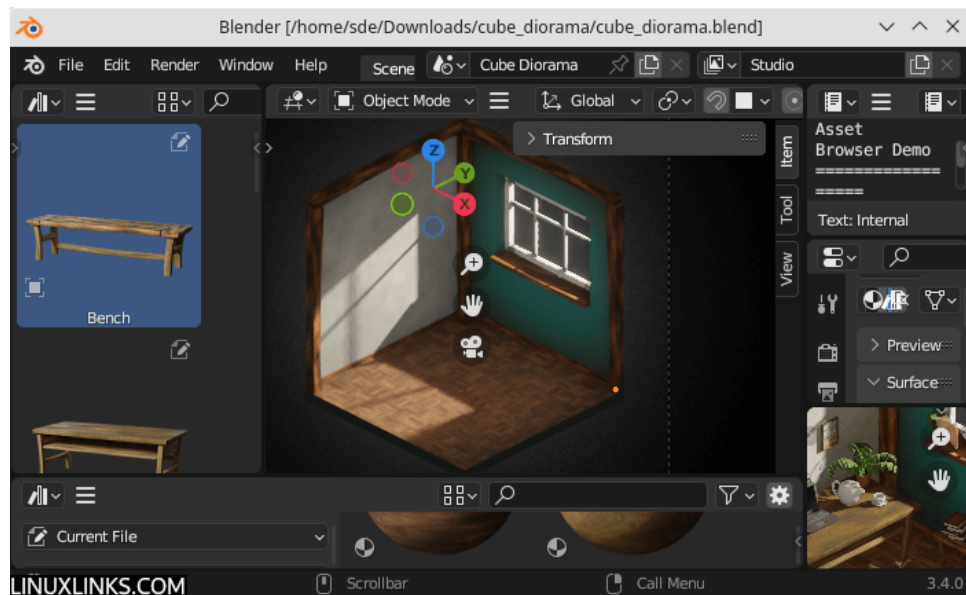 Blender [/home/sde/Downloads/cube_diorama/cube_diorama.blend]
File Edit Render Window Help Scene Cube Diorama Studio
Object Mode Global
Transform
Item
Tool
View
Z
Y
X
Bench
Asset
Browser Demo
=============
=====
Text: Internal
Preview
Surface
Current File
LINUXLINKS.COM
Scrollbar Call Menu 3.4.0